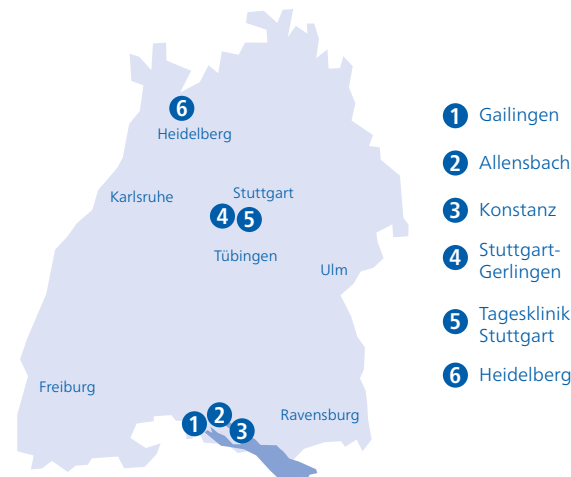 6
Heidelberg
Karlsruhe
Stuttgart
4 5
Tübingen
Ulm
Freiburg
Ravensburg
1 2 3
1 Gailingen
2 Allensbach
3 Konstanz
4 Stuttgart-
Gerlingen
5 Tagesklinik
Stuttgart
6 Heidelberg